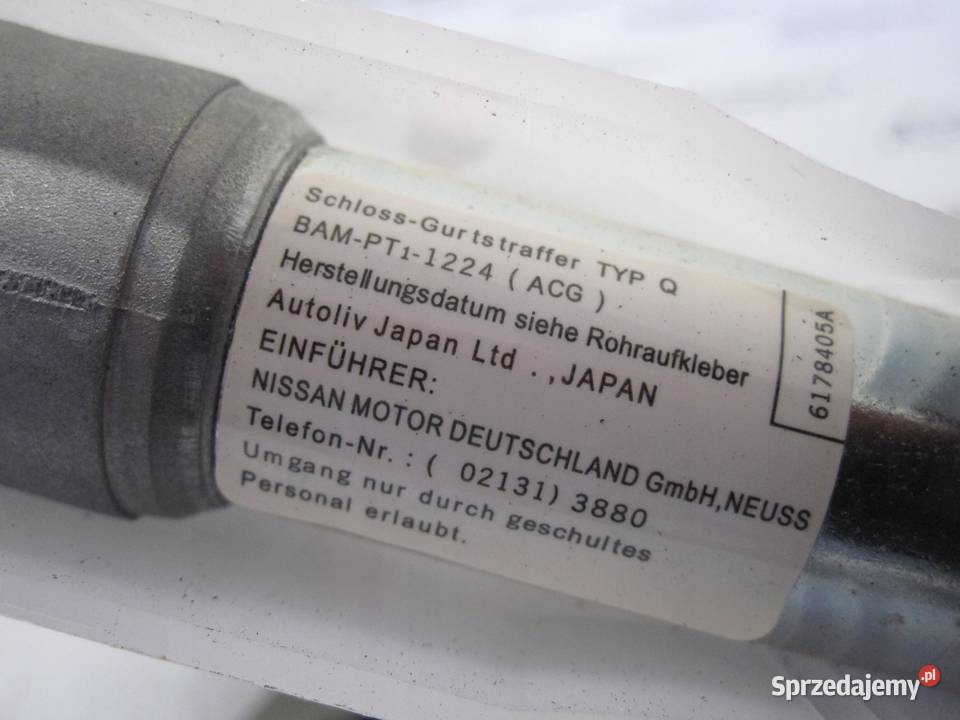 Schloss-Gurtstraffer TYP Q
BAM-PT1-1224 ( ACG )
Herstellungsdatum siehe Rohraufkleber
Autoliv Japan Ltd . ,JAPAN
EINFÜHRER:
NISSAN MOTOR DEUTSCHLAND GmbH,NEUSS
Telefon-Nr. : ( 02131) 3880
Umgang nur durch geschultes
Personal erlaubt.
6178405A
Sprzedajemy.pl